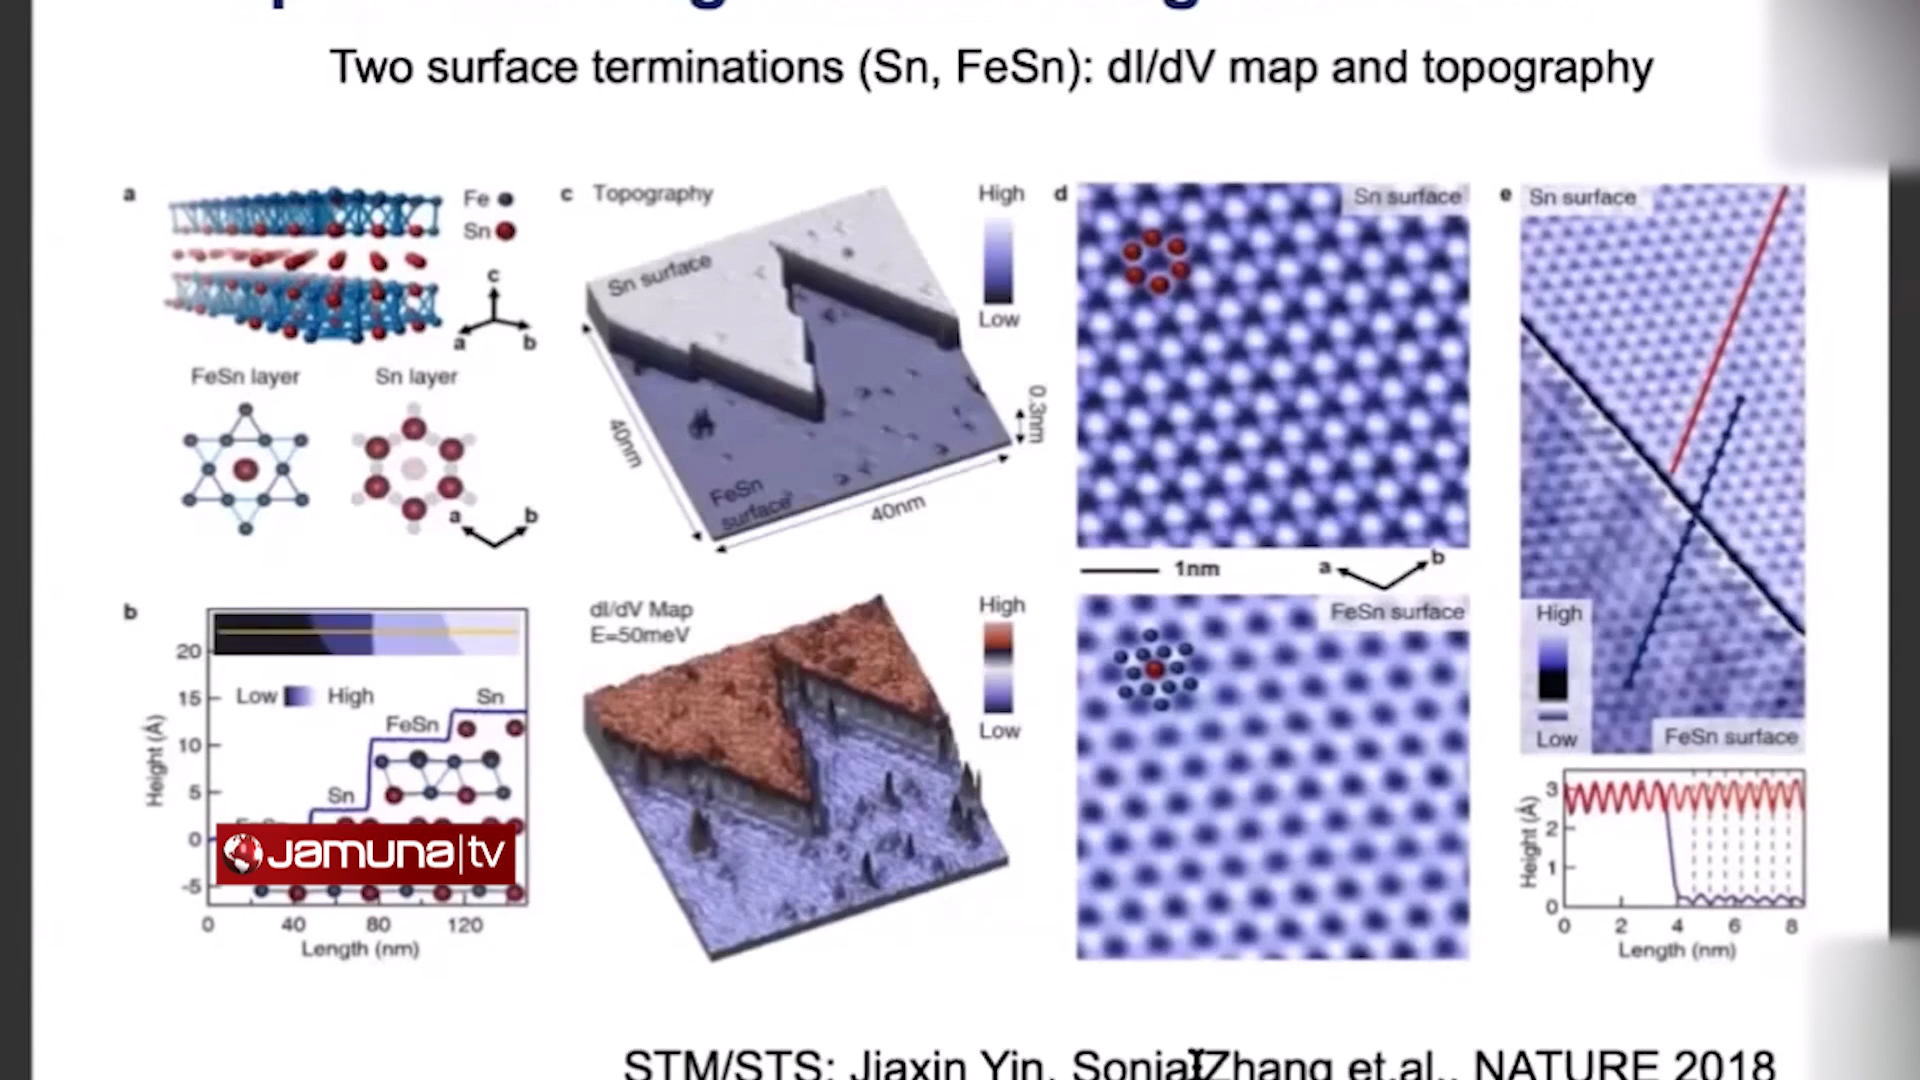 Two surface terminations (Sn, FeSn): dI/dV map and topography
a
Fe
Sn
c
a
b
FeSn layer
Sn layer
a
b
b
20
15
10
5
0
-5
Height (Å)
Low
High
Sn
FeSn
Sn
Jamuna|tv
0
40
80
120
Length (nm)
c
Topography
High
Low
Sn surface
FeSn
surface
40nm
40nm
0.3nm
dI/dV Map
E=50meV
High
Low
d
Sn surface
1nm
a
b
FeSn surface
e
Sn surface
High
Low
FeSn surface
3
2
1
0
Height (Å)
0
2
4
6
8
Length (nm)
STM/STS: Jiaxin Yin, Sonia Zhang et.al., NATURE 2018